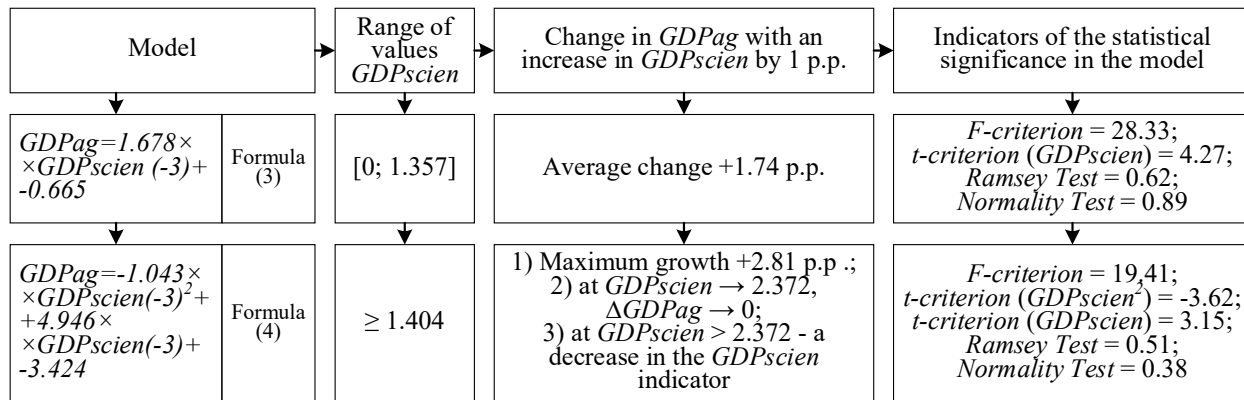 Model
Range of
values
GDPscien
Change in GDPag with an
increase in GDPscien by 1 p.p.
Indicators of the statistical
significance in the model
GDPag=1.678×
×GDPscien (-3)+
-0.665
Formula
(3)
[0; 1.357]
Average change +1.74 p.p.
F-criterion = 28.33;
t-criterion (GDPscien) = 4.27;
Ramsey Test = 0.62;
Normality Test = 0.89
GDPag=-1.043×
×GDPscien(-3)²+
+4.946×
×GDPscien(-3)+
-3.424
Formula
(4)
≥ 1.404
1) Maximum growth +2.81 p.p .;
2) at GDPscien → 2.372,
ΔGDPag → 0;
3) at GDPscien > 2.372 - a
decrease in the GDPscien
indicator
F-criterion = 19,41;
t-criterion (GDPscien²) = -3.62;
t-criterion (GDPscien) = 3.15;
Ramsey Test = 0.51;
Normality Test = 0.38